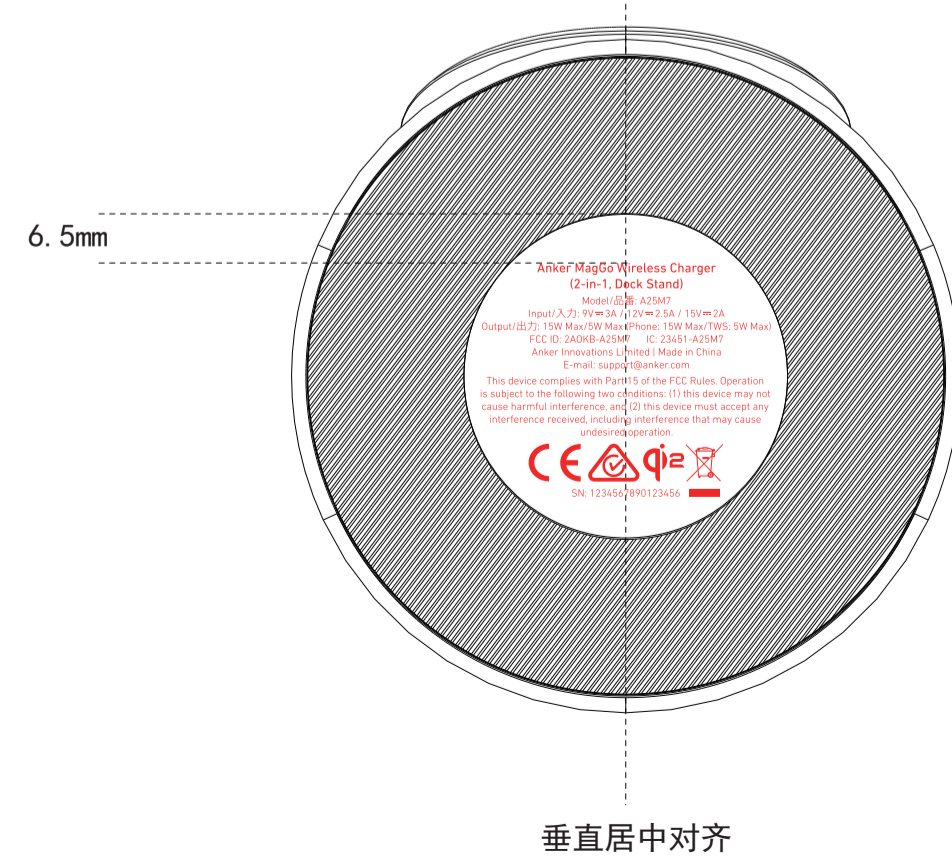 6.5mm
Anker MagGo Wireless Charger
(2-in-1, Dock Stand)
Model/品番: A25M7
Input/入力: 9V⎓3A / 12V⎓2.5A / 15V⎓2A
Output/出力: 15W Max/5W Max (Phone: 15W Max/TWS: 5W Max)
FCC ID: 2AOKB-A25M7 IC: 23451-A25M7
Anker Innovations Limited | Made in China
E-mail: support@anker.com
This device complies with Part 15 of the FCC Rules. Operation
is subject to the following two conditions: (1) this device may not
cause harmful interference, and (2) this device must accept any
interference received, including interference that may cause
undesired operation.
CE qi2
SN: 1234567890123456
垂直居中对齐